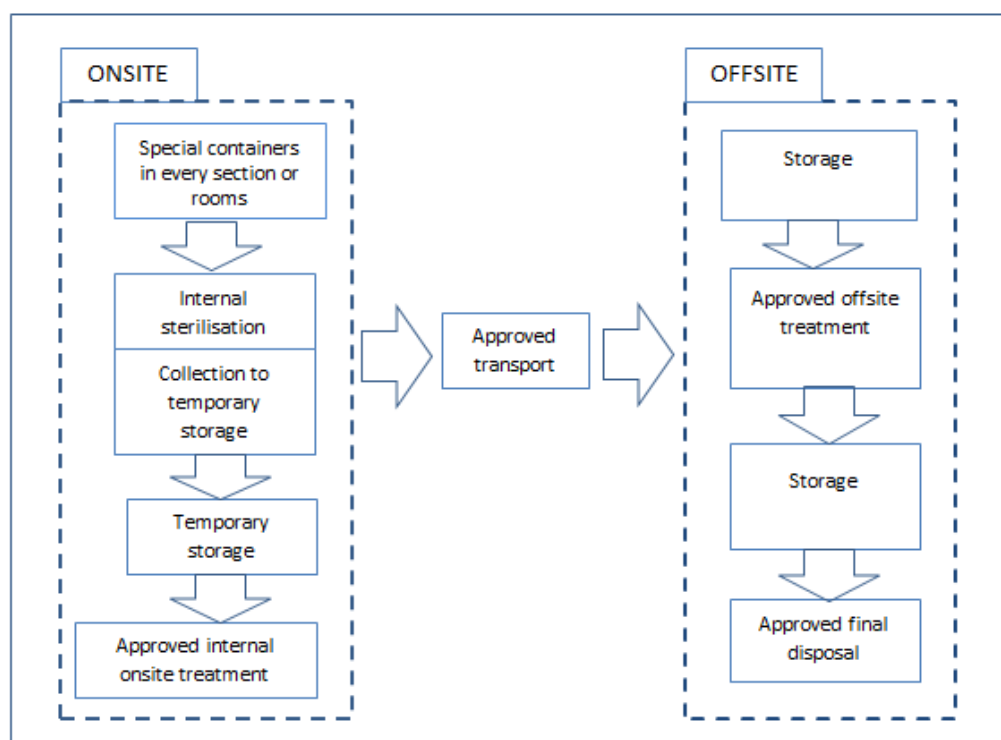 ONSITE
Special containers
in every section or
rooms
Internal
sterilisation
Collection to
temporary
storage
Temporary
storage
Approved internal
onsite treatment
Approved
transport
OFFSITE
Storage
Approved offsite
treatment
Storage
Approved final
disposal